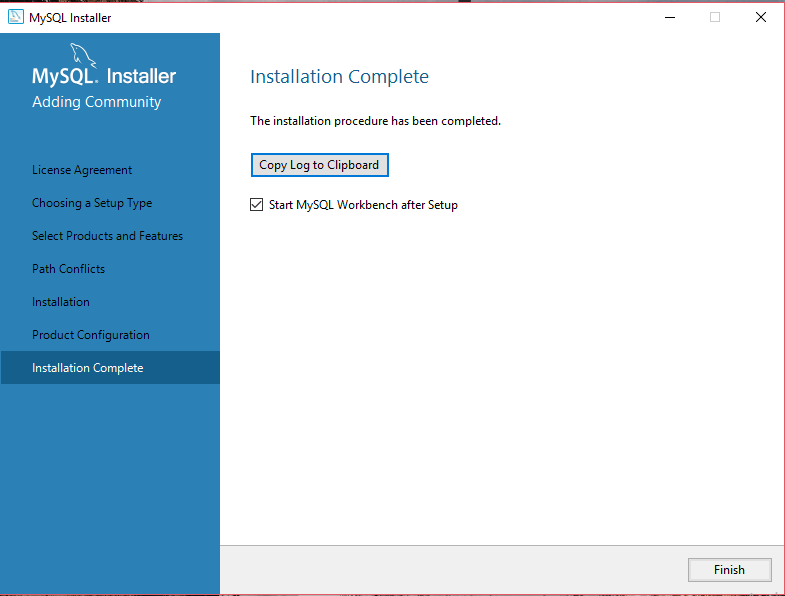 MySQL Installer
MySQL. Installer
Adding Community
License Agreement
Choosing a Setup Type
Select Products and Features
Path Conflicts
Installation
Product Configuration
Installation Complete
Installation Complete
The installation procedure has been completed.
Copy Log to Clipboard
Start MySQL Workbench after Setup
Finish